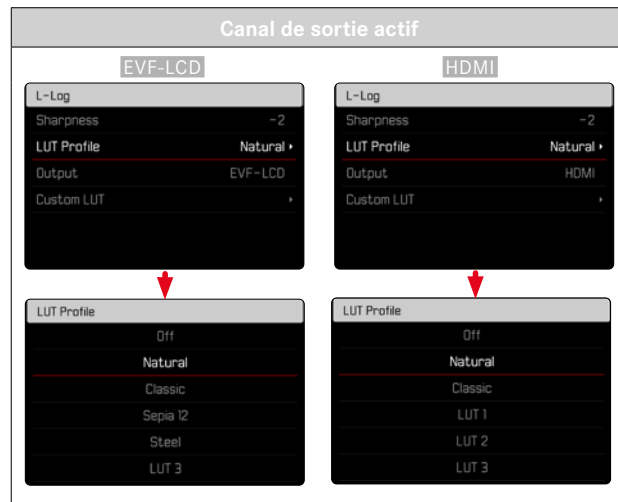 Canal de sortie actif
EVF-LCD
L-Log
Sharpness -2
LUT Profile Natural
Output EVF-LCD
Custom LUT
LUT Profile
Off
Natural
Classic
Sepia 12
Steel
LUT 3
HDMI
L-Log
Sharpness -2
LUT Profile Natural
Output HDMI
Custom LUT
LUT Profile
Off
Natural
Classic
LUT 1
LUT 2
LUT 3